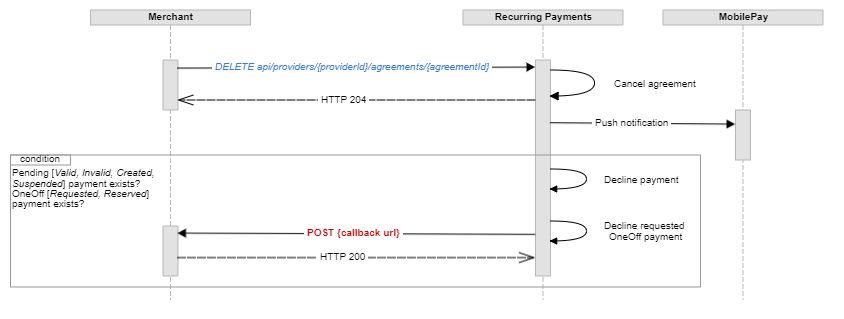 Merchant
Recurring Payments
MobilePay
DELETE api/providers/{providerId}/agreements/{agreementId}
Cancel agreement
HTTP 204
Push notification
condition
Pending [Valid, Invalid, Created,
Suspended] payment exists?
OneOff [Requested, Reserved]
payment exists?
Decline payment
Decline requested
OneOff payment
POST {callback url}
HTTP 200